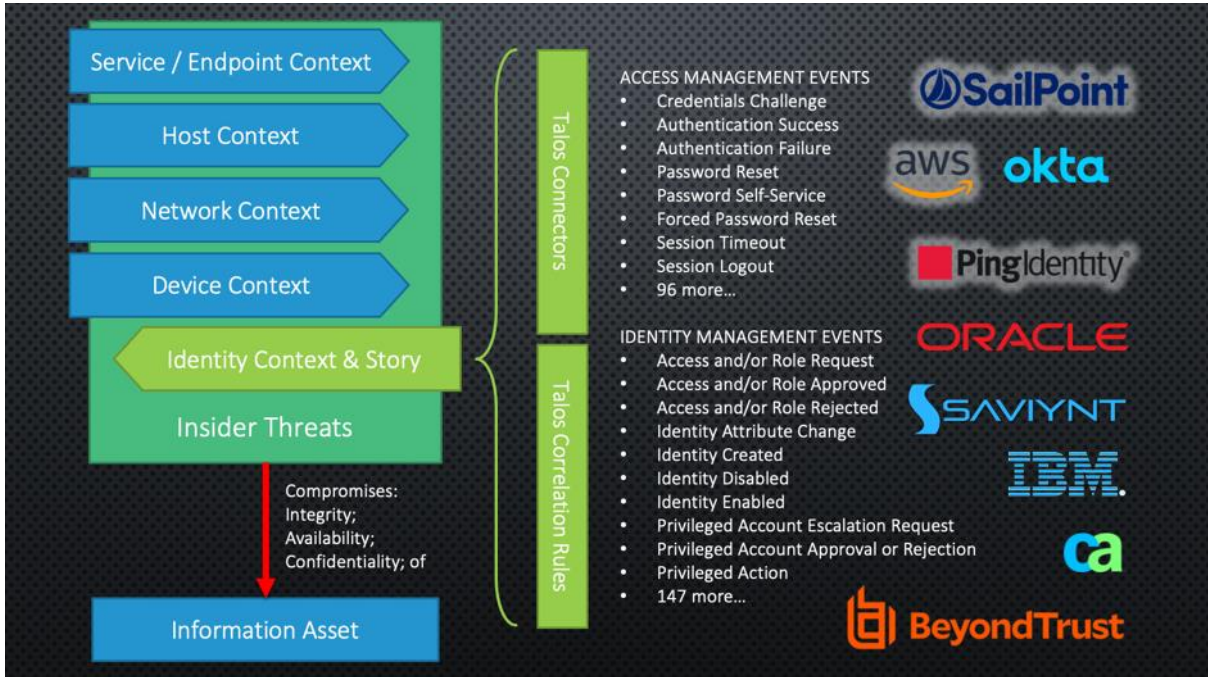 Service / Endpoint Context
Host Context
Network Context
Device Context
Identity Context & Story
Insider Threats
Compromises:
Integrity;
Availability;
Confidentiality; of
Information Asset
Talos Connectors
Talos Correlation Rules
ACCESS MANAGEMENT EVENTS
• Credentials Challenge
• Authentication Success
• Authentication Failure
• Password Reset
• Password Self-Service
• Forced Password Reset
• Session Timeout
• Session Logout
• 96 more...
IDENTITY MANAGEMENT EVENTS
• Access and/or Role Request
• Access and/or Role Approved
• Access and/or Role Rejected
• Identity Attribute Change
• Identity Created
• Identity Disabled
• Identity Enabled
• Privileged Account Escalation Request
• Privileged Account Approval or Rejection
• Privileged Action
• 147 more...
SailPoint
aws
okta
PingIdentity®
ORACLE
SAVIYNT
IBM.
ca
BeyondTrust